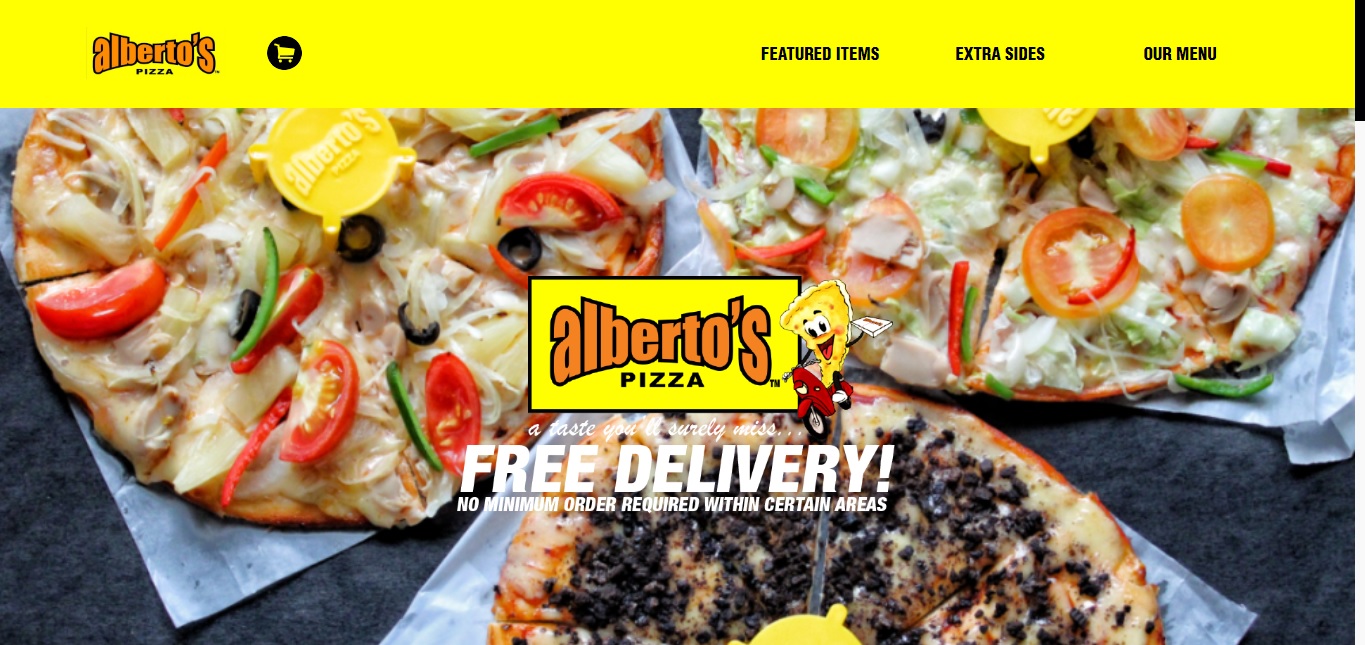 alberto's
PIZZA
FEATURED ITEMS
EXTRA SIDES
OUR MENU
alberto's
PIZZA
alberto's
PIZZA
TM
a taste you'll surely miss...
FREE DELIVERY!
NO MINIMUM ORDER REQUIRED WITHIN CERTAIN AREAS